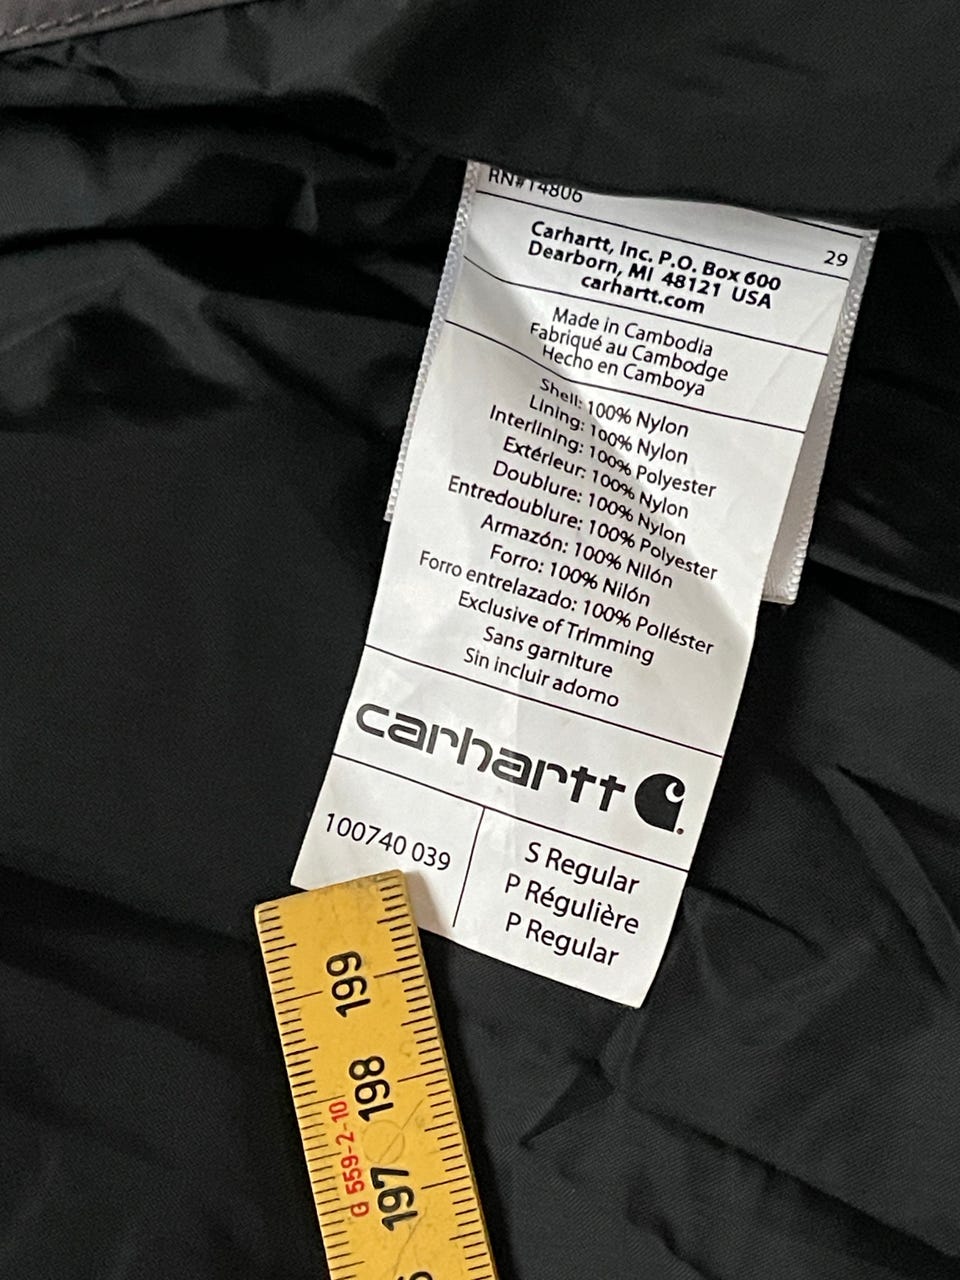 RN#14806
29
Carhartt, Inc. P.O. Box 600
Dearborn, MI 48121 USA
carhartt.com
Made in Cambodia
Fabriqué au Cambodge
Hecho en Camboya
Shell: 100% Nylon
Lining: 100% Nylon
Interlining: 100% Polyester
Extérieur: 100% Nylon
Doublure: 100% Nylon
Entredoublure: 100% Polyester
Armazón: 100% Nilón
Forro: 100% Nilón
Forro entrelazado: 100% Poliéster
Exclusive of Trimming
Sans garniture
Sin incluir adorno
carhartt
100740 039
S Regular
P Régulière
P Regular
199
198
G 559-2-10
197